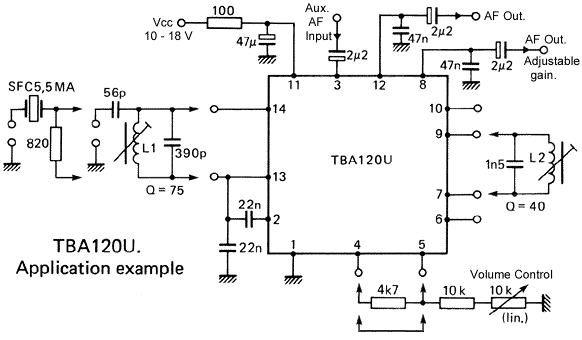 Vcc
10 - 18 V
100
47µ
Aux.
AF
Input
2µ2
47n
2µ2
AF Out.
47n
2µ2
AF Out.
Adjustable
gain.
11
3
12
8
SFC5,5MA
820
56p
L1
390p
Q = 75
14
13
2
TBA120U
10
9
7
6
1n5
L2
Q = 40
22n
22n
1
4
5
TBA120U.
Application example
4k7
10k
10k
(lin.)
Volume Control